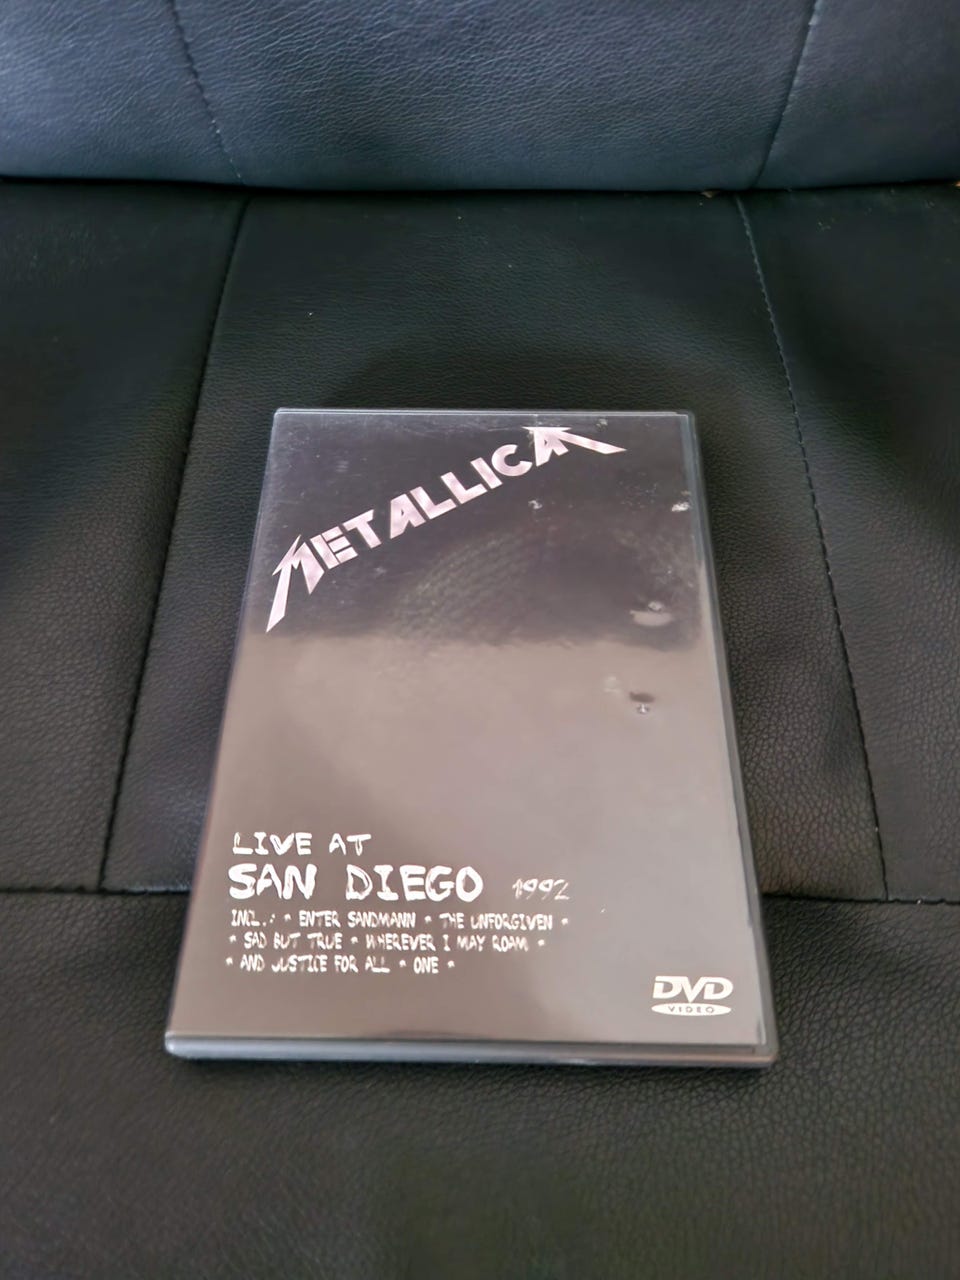 METALLICA
LIVE AT
SAN DIEGO 1992
INCL.: * ENTER SANDMANN * THE UNFORGIVEN *
* SAD BUT TRUE * WHEREVER I MAY ROAM *
* AND JUSTICE FOR ALL * ONE *
DVD
VIDEO